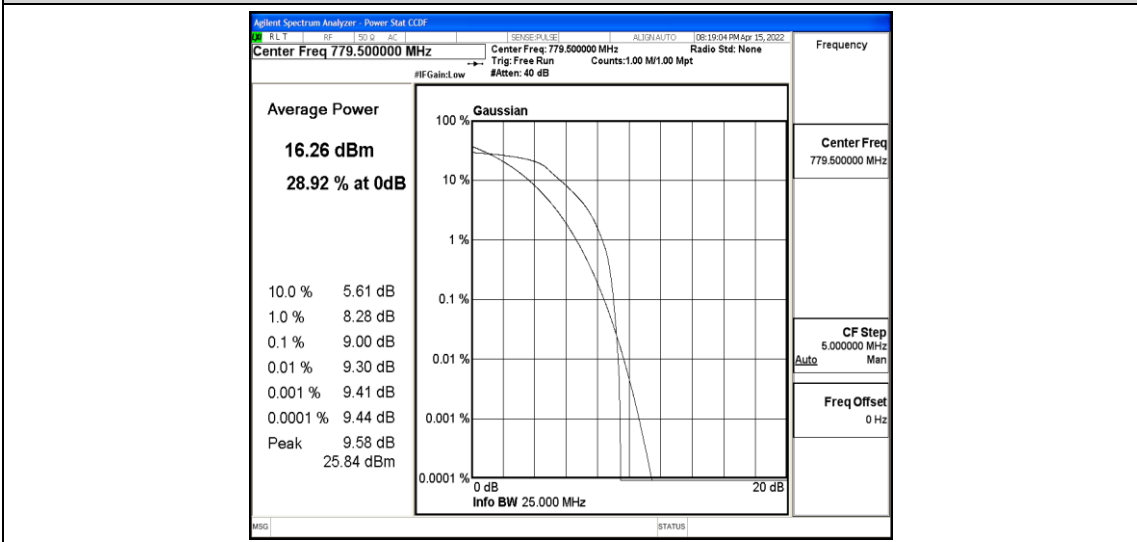 Agilent Spectrum Analyzer - Power Stat CCDF
LXI RLT RF 50 Ω AC SENSE:PULSE ALIGNAUTO 08:19:04 PM Apr 15, 2022
Center Freq 779.500000 MHz
Center Freq: 779.500000 MHz Radio Std: None
Trig: Free Run Counts:1.00 M/1.00 Mpt
#IFGain:Low #Atten: 40 dB
Frequency
Average Power
16.26 dBm
28.92 % at 0dB
10.0 % 5.61 dB
1.0 % 8.28 dB
0.1 % 9.00 dB
0.01 % 9.30 dB
0.001 % 9.41 dB
0.0001 % 9.44 dB
Peak 9.58 dB
25.84 dBm
Gaussian
100 %
10 %
1 %
0.1 %
0.01 %
0.001 %
0.0001 %
0 dB 20 dB
Info BW 25.000 MHz
Center Freq
779.500000 MHz
CF Step
5.000000 MHz
Auto Man
Freq Offset
0 Hz
MSG STATUS